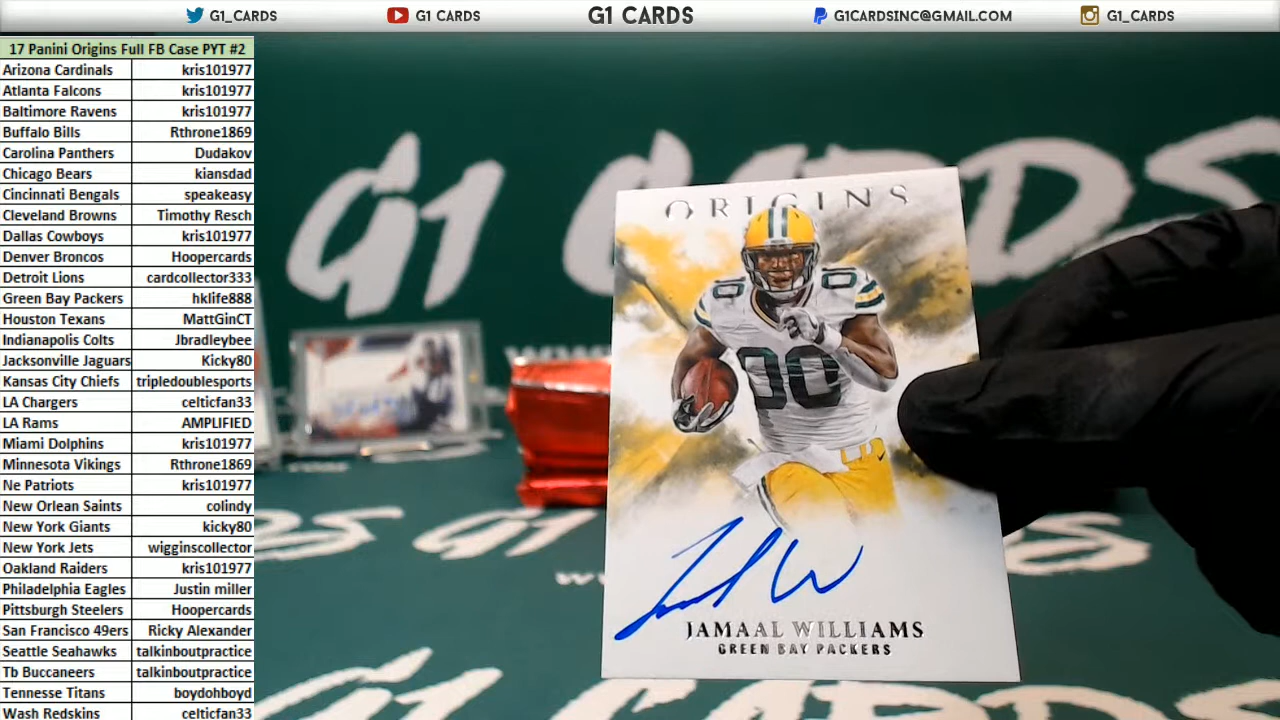 G1_CARDS G1 CARDS G1 CARDS G1CARDSINC@GMAIL.COM G1_CARDS
17 Panini Origins Full FB Case PYT #2
Arizona Cardinals kris101977
Atlanta Falcons kris101977
Baltimore Ravens kris101977
Buffalo Bills Rthrone1869
Carolina Panthers Dudakov
Chicago Bears kiansdad
Cincinnati Bengals speakeasy
Cleveland Browns Timothy Resch
Dallas Cowboys kris101977
Denver Broncos Hoopercards
Detroit Lions cardcollector333
Green Bay Packers hklife888
Houston Texans MattGinCT
Indianapolis Colts Jbradleybee
Jacksonville Jaguars Kicky80
Kansas City Chiefs tripledoublesports
LA Chargers celticfan33
LA Rams AMPLIFIED
Miami Dolphins kris101977
Minnesota Vikings Rthrone1869
Ne Patriots kris101977
New Orlean Saints colindy
New York Giants kicky80
New York Jets wigginscollector
Oakland Raiders kris101977
Philadelphia Eagles Justin miller
Pittsburgh Steelers Hoopercards
San Francisco 49ers Ricky Alexander
Seattle Seahawks talkinboutpractice
Tb Buccaneers talkinboutpractice
Tennesse Titans boydohboyd
Wash Redskins celticfan33
G1 CARDS
ORIGINS
00
JAMAAL WILLIAMS
GREEN BAY PACKERS